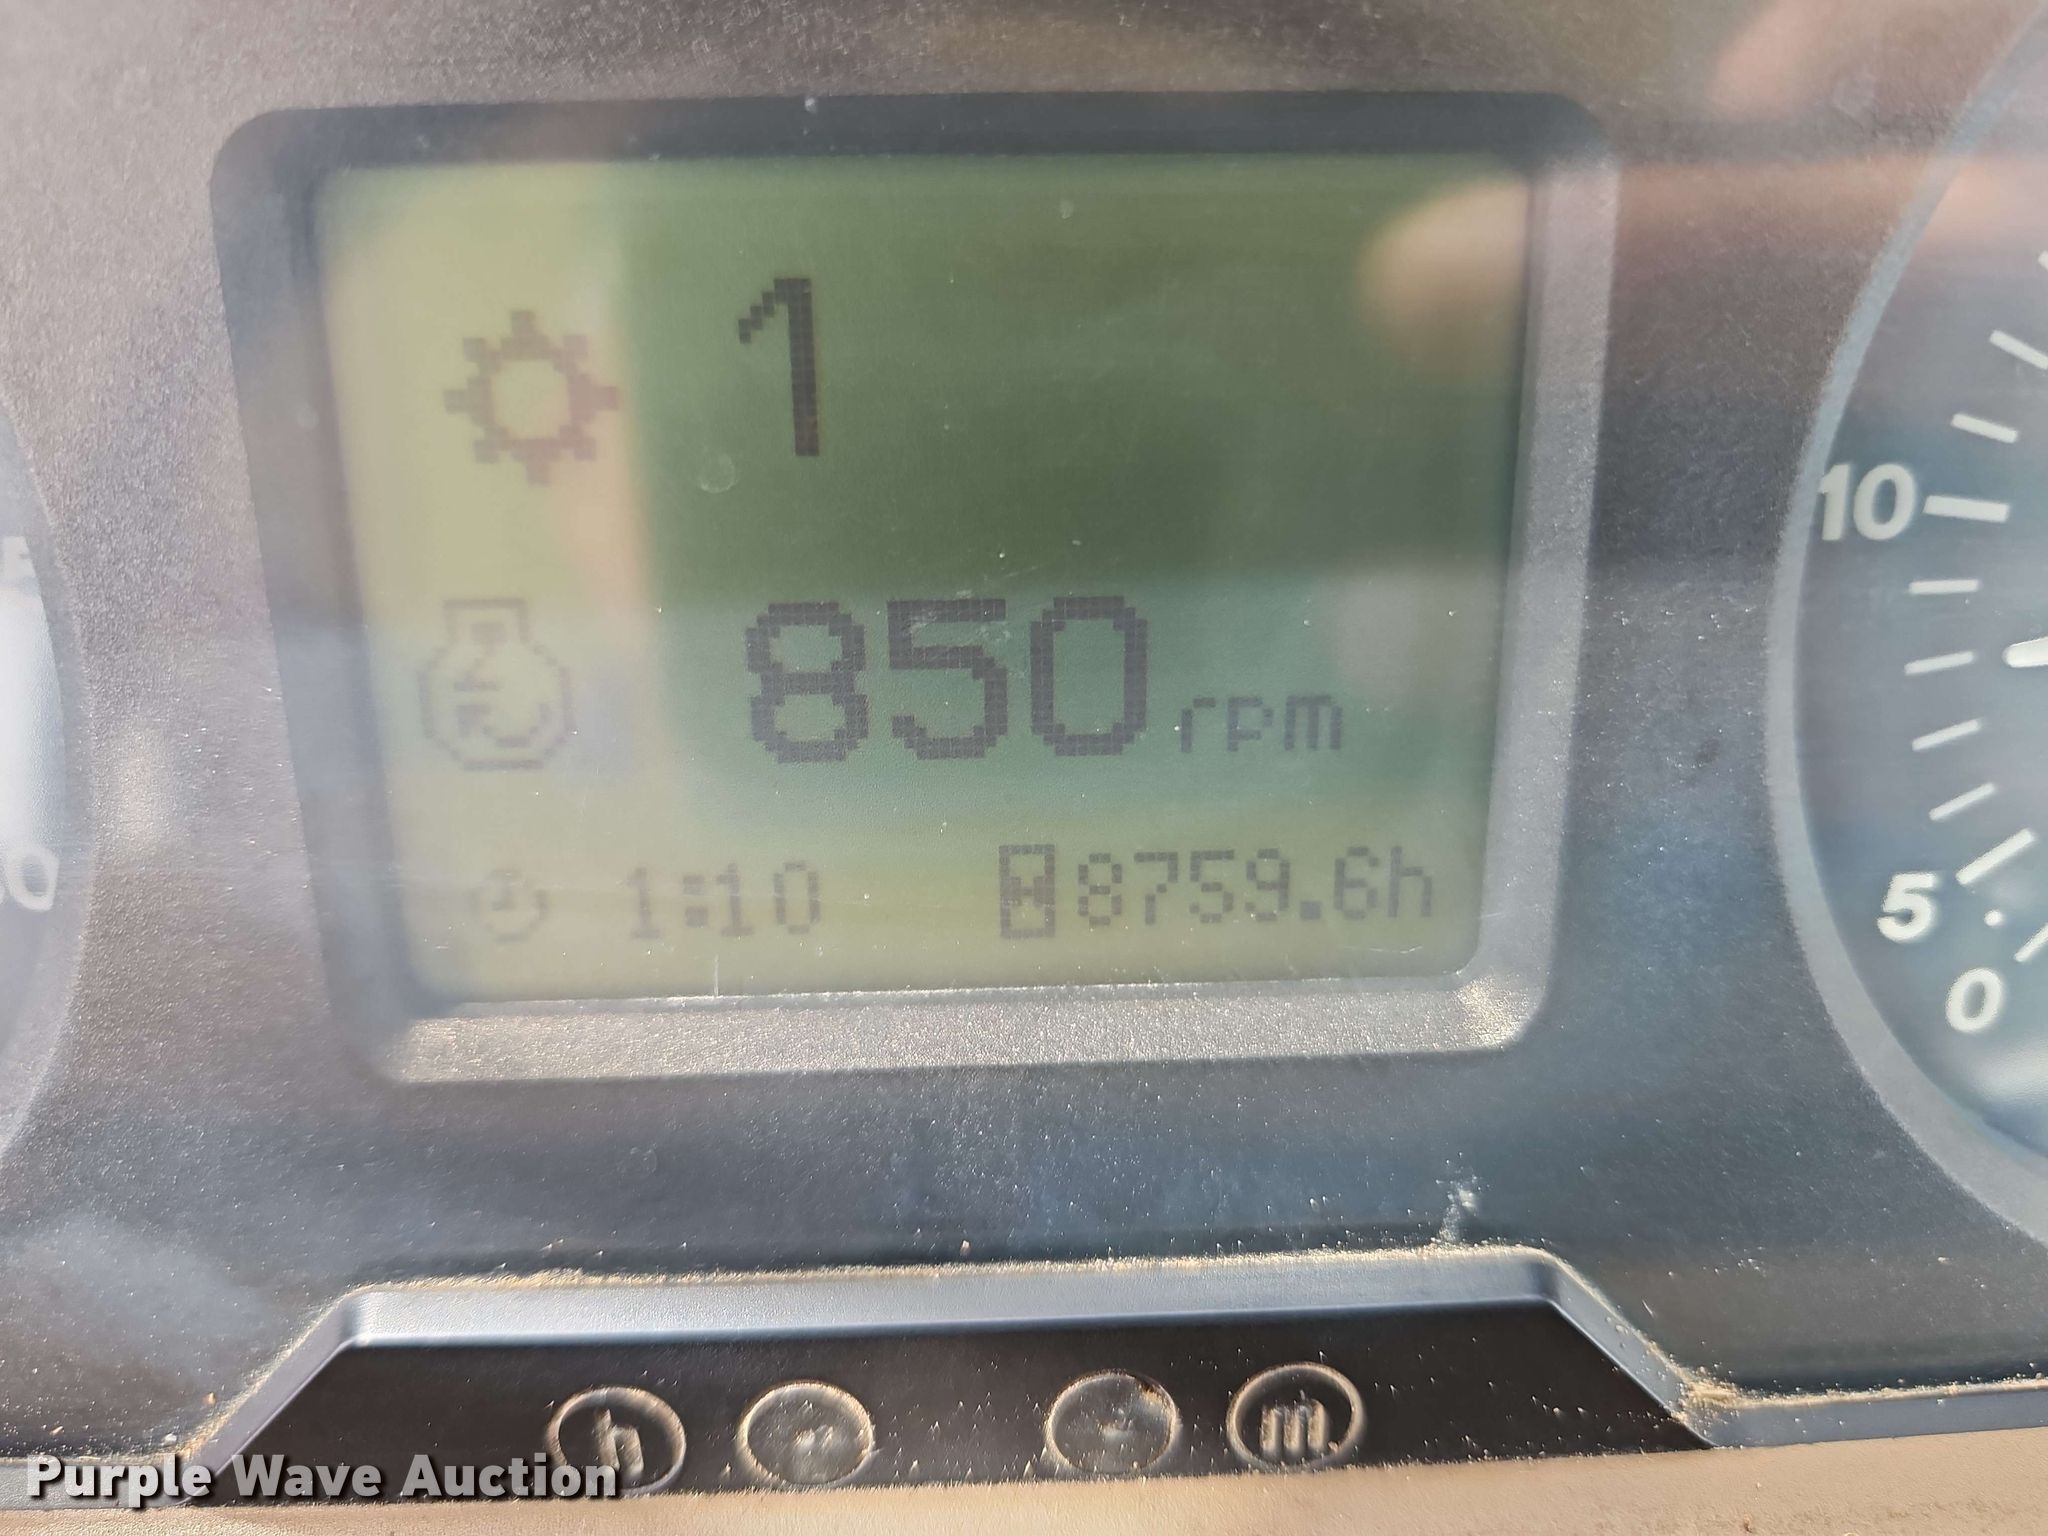 1
10
850 rpm
1:10 8759.6h
5
0
h m
Purple Wave Auction